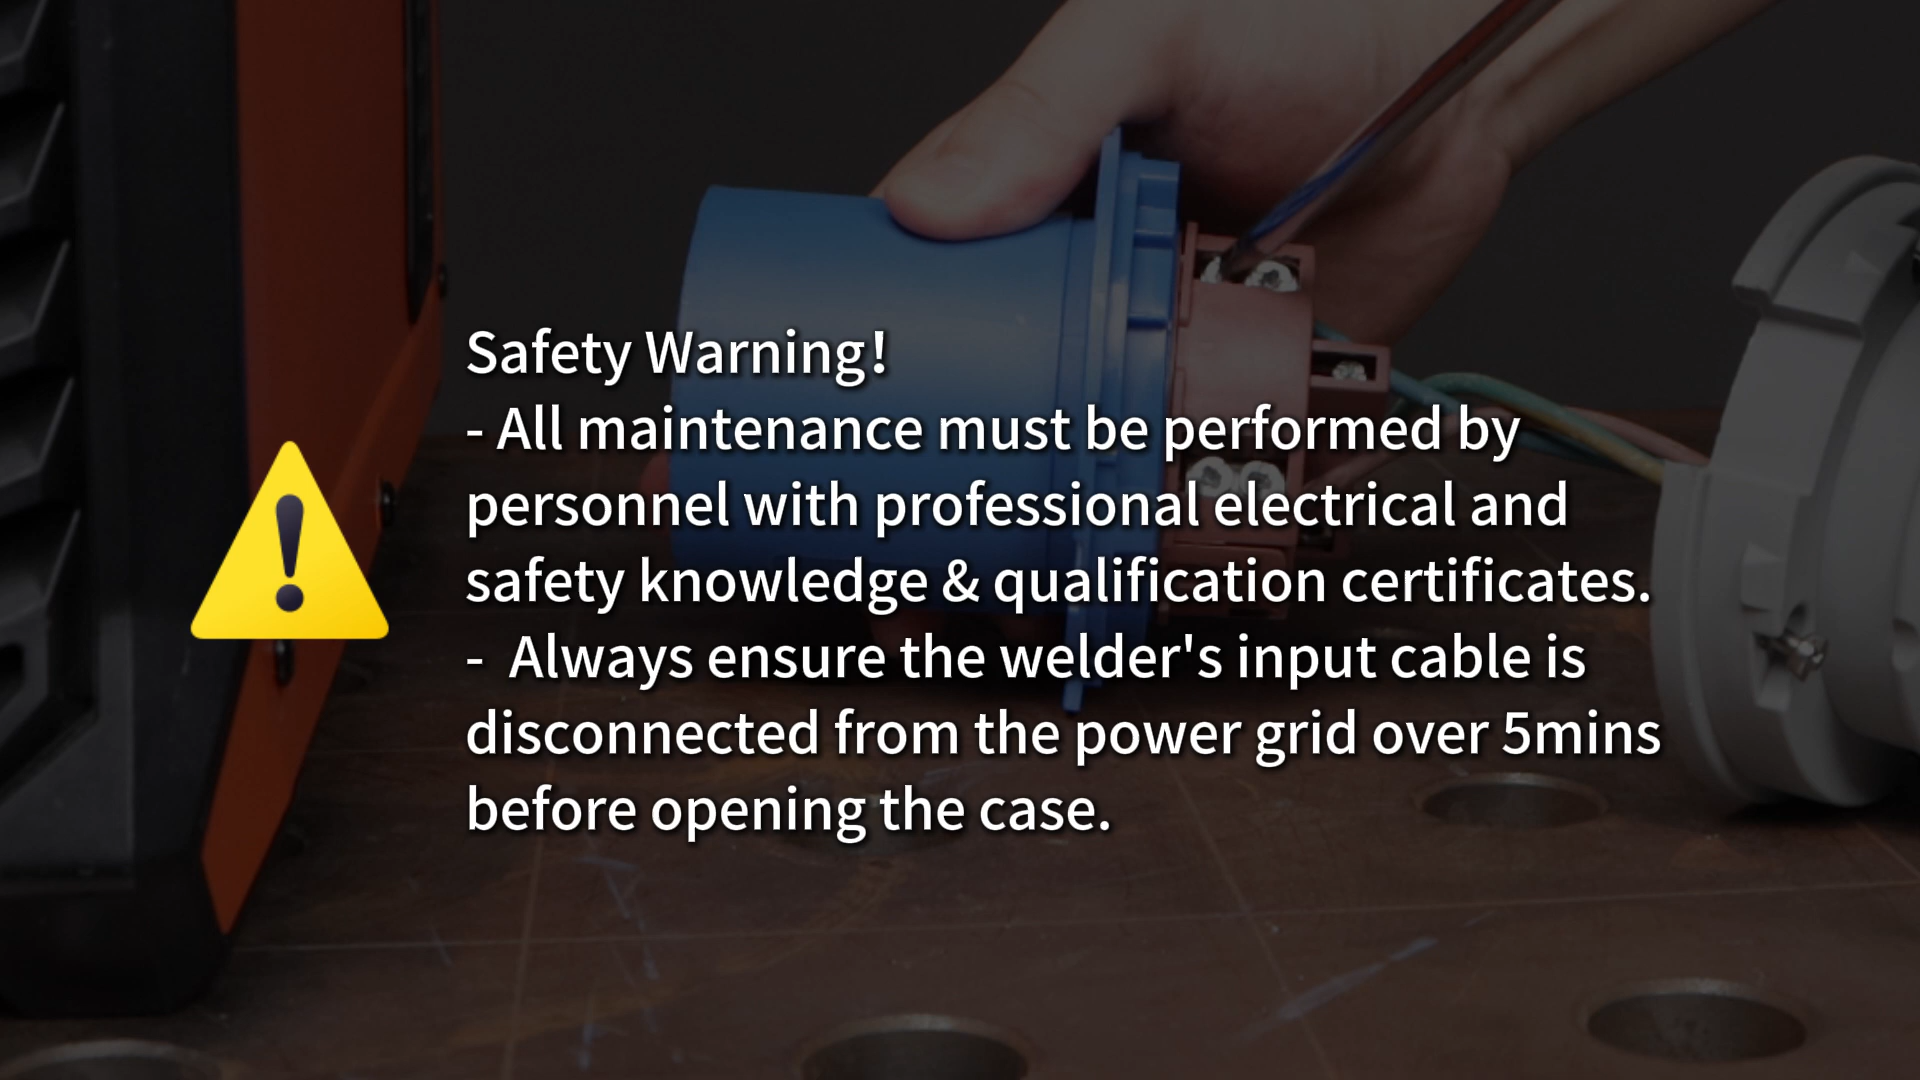 Safety Warning!
- All maintenance must be performed by
personnel with professional electrical and
safety knowledge & qualification certificates.
-  Always ensure the welder's input cable is
disconnected from the power grid over 5mins
before opening the case.